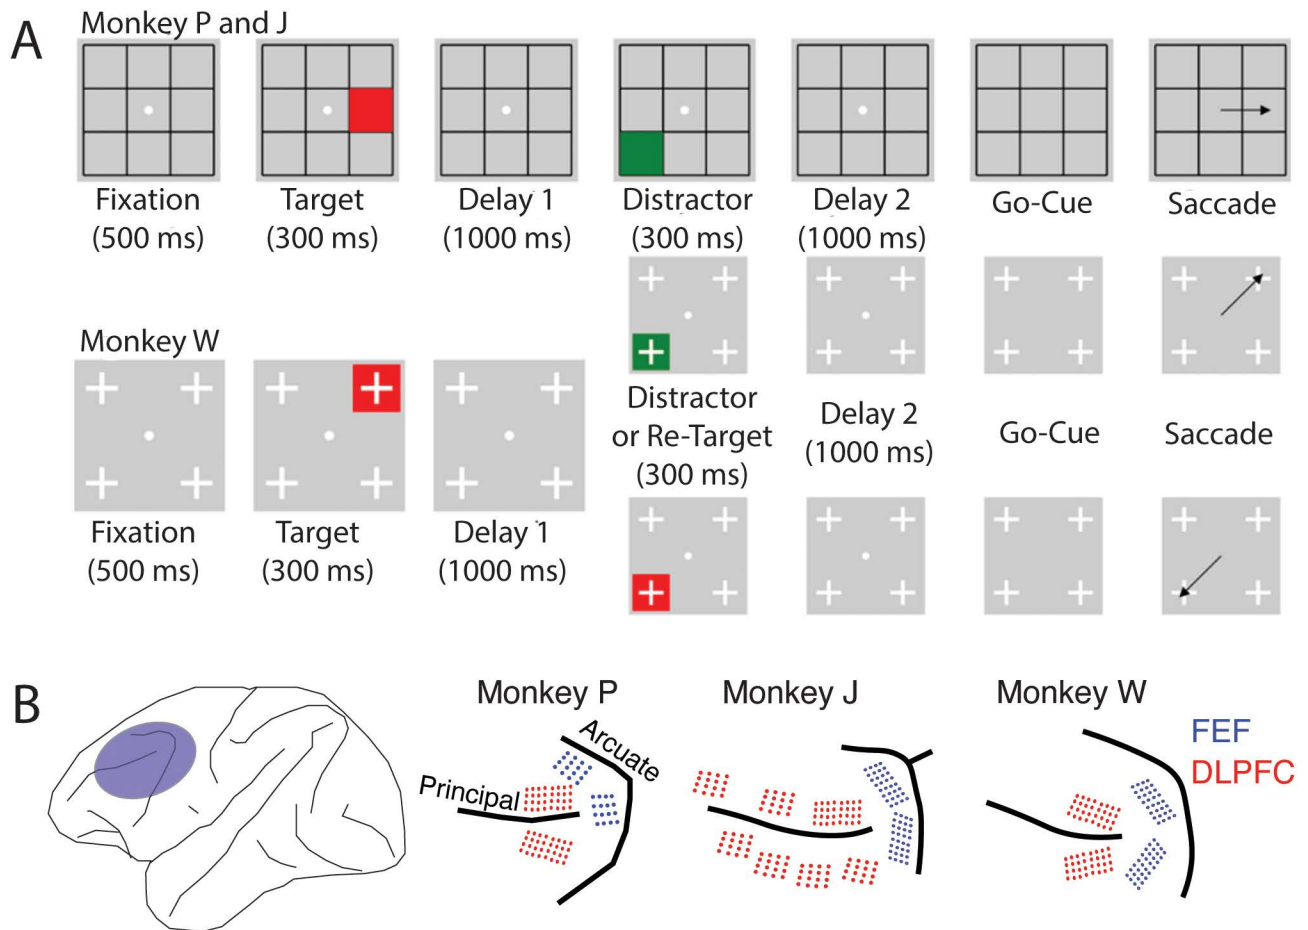 A
Monkey P and J
Fixation
(500 ms)
Target
(300 ms)
Delay 1
(1000 ms)
Distractor
(300 ms)
Delay 2
(1000 ms)
Go-Cue
Saccade
Monkey W
Fixation
(500 ms)
Target
(300 ms)
Delay 1
(1000 ms)
Distractor
or Re-Target
(300 ms)
Delay 2
(1000 ms)
Go-Cue
Saccade
B
Monkey P
Arcuate
Principal
Monkey J
Monkey W
FEF
DLPFC